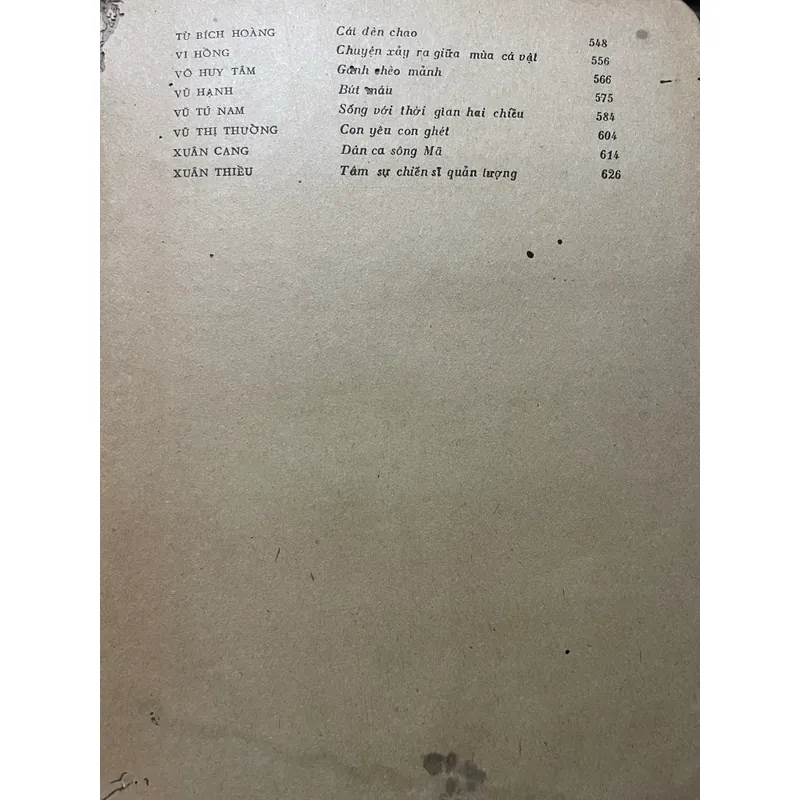 TỪ BÍCH HOÀNG Cái đèn chao 548
VI HỒNG Chuyện xảy ra giữa mùa cá vật 556
VÕ HUY TÂM Gánh chèo mảnh 566
VŨ HẠNH Bút máu 575
VŨ TÚ NAM Sống với thời gian hai chiều 584
VŨ THỊ THƯỜNG Con yêu con ghét 604
XUÂN CANG Dân ca sông Mã 614
XUÂN THIỀU Tâm sự chiến sĩ quản tượng 626